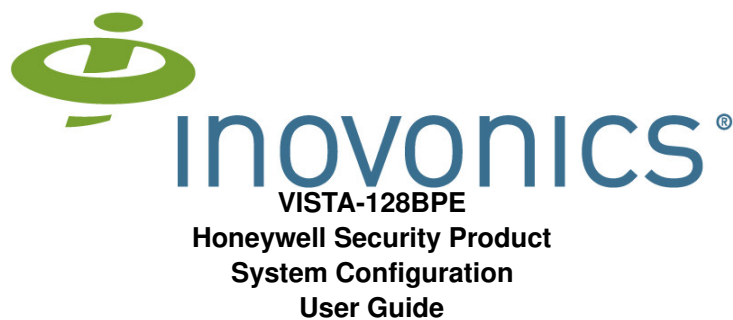 inovonics®
VISTA-128BPE
Honeywell Security Product
System Configuration
User Guide